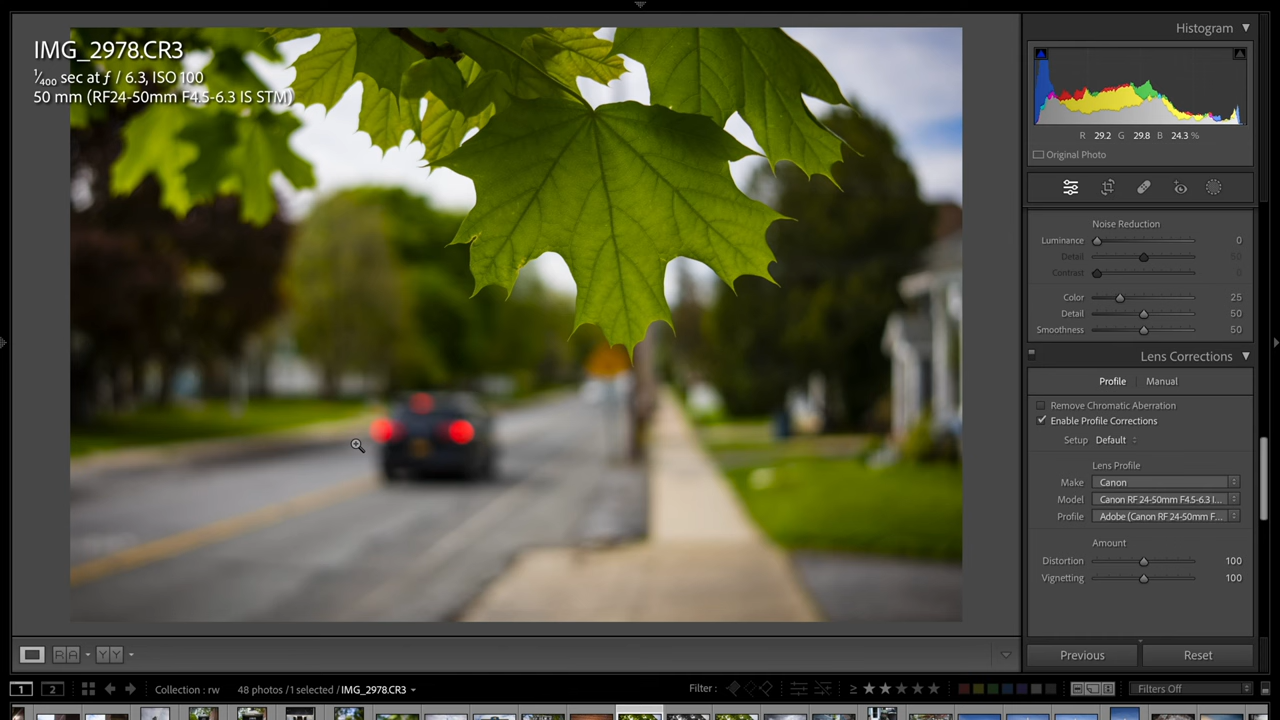 IMG_2978.CR3
1/400 sec at ƒ / 6.3, ISO 100
50 mm (RF24-50mm F4.5-6.3 IS STM)
Histogram
R 29.2 G 29.8 B 24.3 %
Original Photo
Noise Reduction
Luminance 0
Detail 50
Contrast 0
Color 25
Detail 50
Smoothness 50
Lens Corrections
Profile | Manual
Remove Chromatic Aberration
Enable Profile Corrections
Setup Default
Lens Profile
Make Canon
Model Canon RF 24-50mm F4.5-6.3 I...
Profile Adobe (Canon RF 24-50mm F...
Amount
Distortion 100
Vignetting 100
Previous Reset
R A Y Y
1 2 Collection : rw 48 photos / 1 selected / IMG_2978.CR3 Filter : ≥ Filters Off